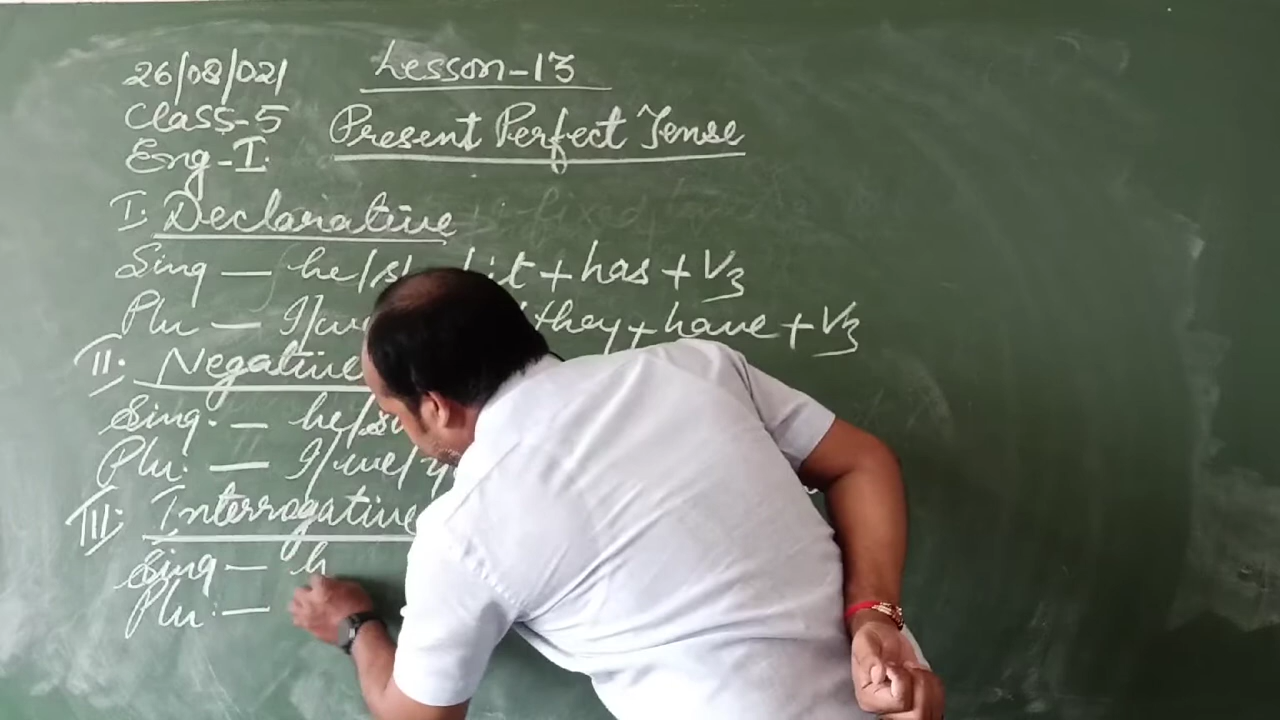 26/08/021
Lesson-13
Class-5
Present Perfect Tense
Eng-I.
I. Declarative
Sing — he/s it + has + V3
Plu — I/we they + have + V3
II. Negative
Sing. — he/s
Plu. — I/we/y
III. Interrogative
Sing — h
Plu. —